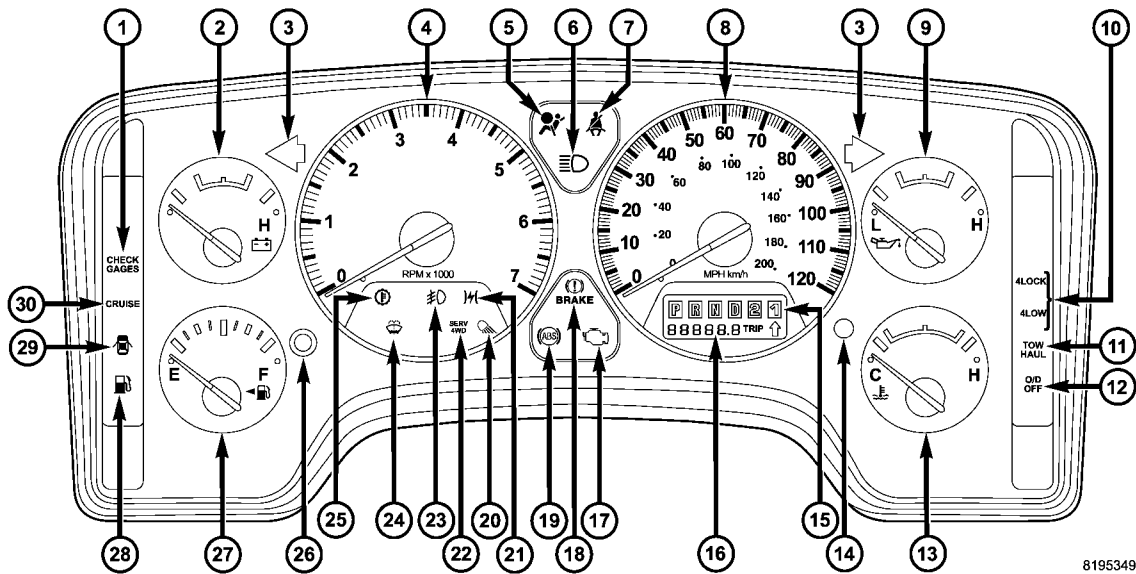 1 2 3 4 5 6 7 8 3 9 10
CHECK
GAGES
CRUISE
30
29
H
E F
0 1 2 3 4 5 6 7
RPM x 1000
SERV
4WD
BRAKE
ABS
0 10 20 30 40 50 60 70 80 90 100 110 120
20 40 60 80 100 120 140 160 180 200
MPH km/h
P R N D 2 1
888888.8 TRIP
L H
C H
4LOCK
4LOW
TOW
HAUL
O/D
OFF
11
12
28 27 26 25 24 23 22 20 21 19 18 17 16 15 14 13
8195349